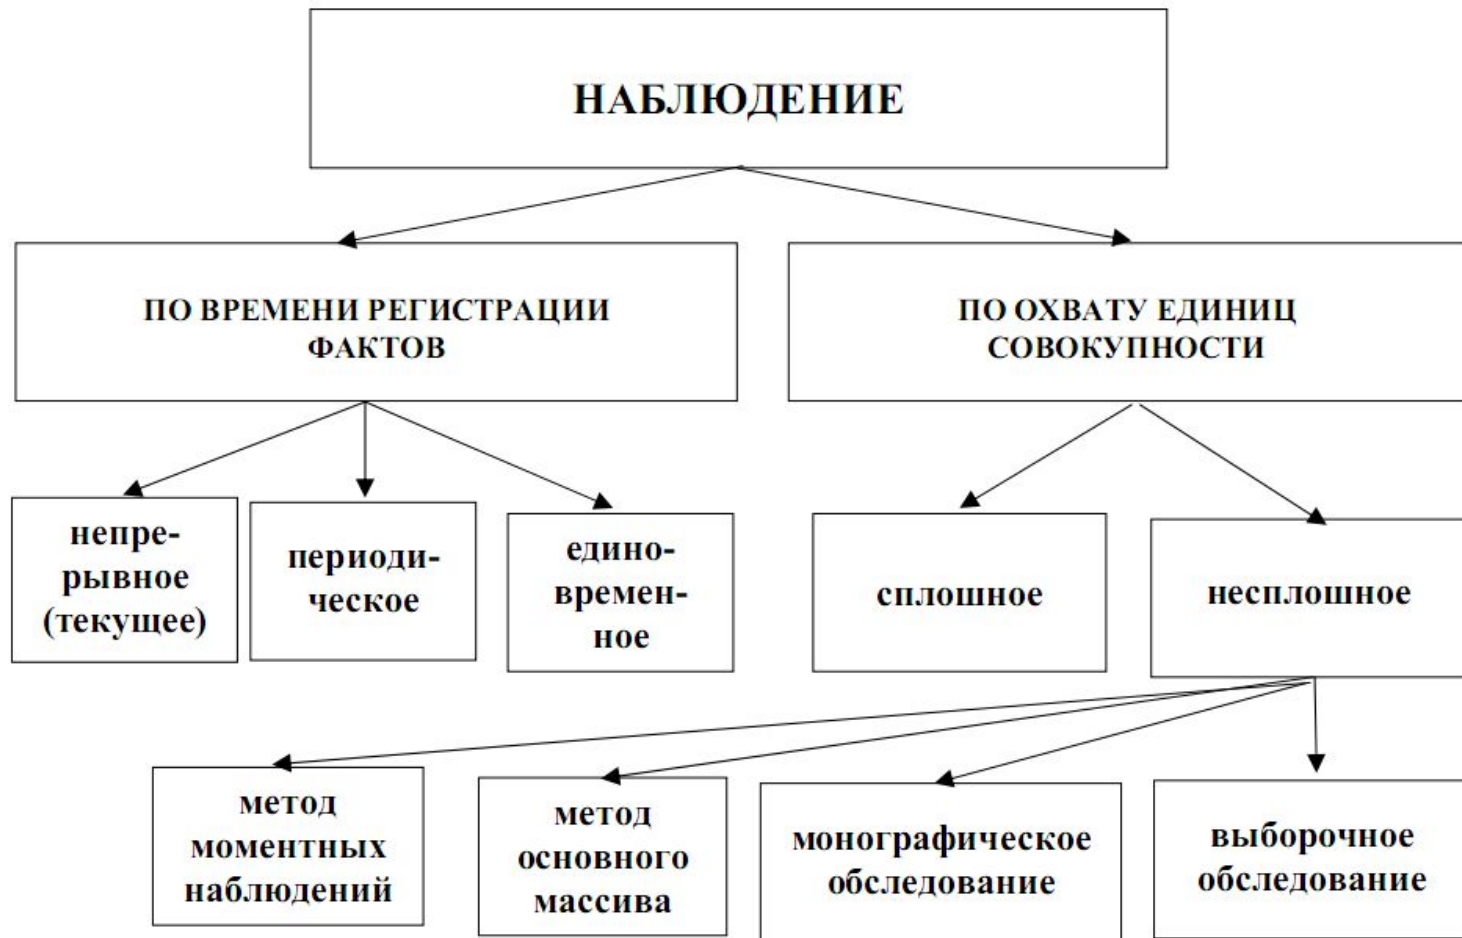 НАБЛЮДЕНИЕ
ПО ВРЕМЕНИ РЕГИСТРАЦИИ
ФАКТОВ
ПО ОХВАТУ ЕДИНИЦ
СОВОКУПНОСТИ
непре-
рывное
(текущее)
периоди-
ческое
едино-
времен-
ное
сплошное
несплошное
метод
моментных
наблюдений
метод
основного
массива
монографическое
обследование
выборочное
обследование